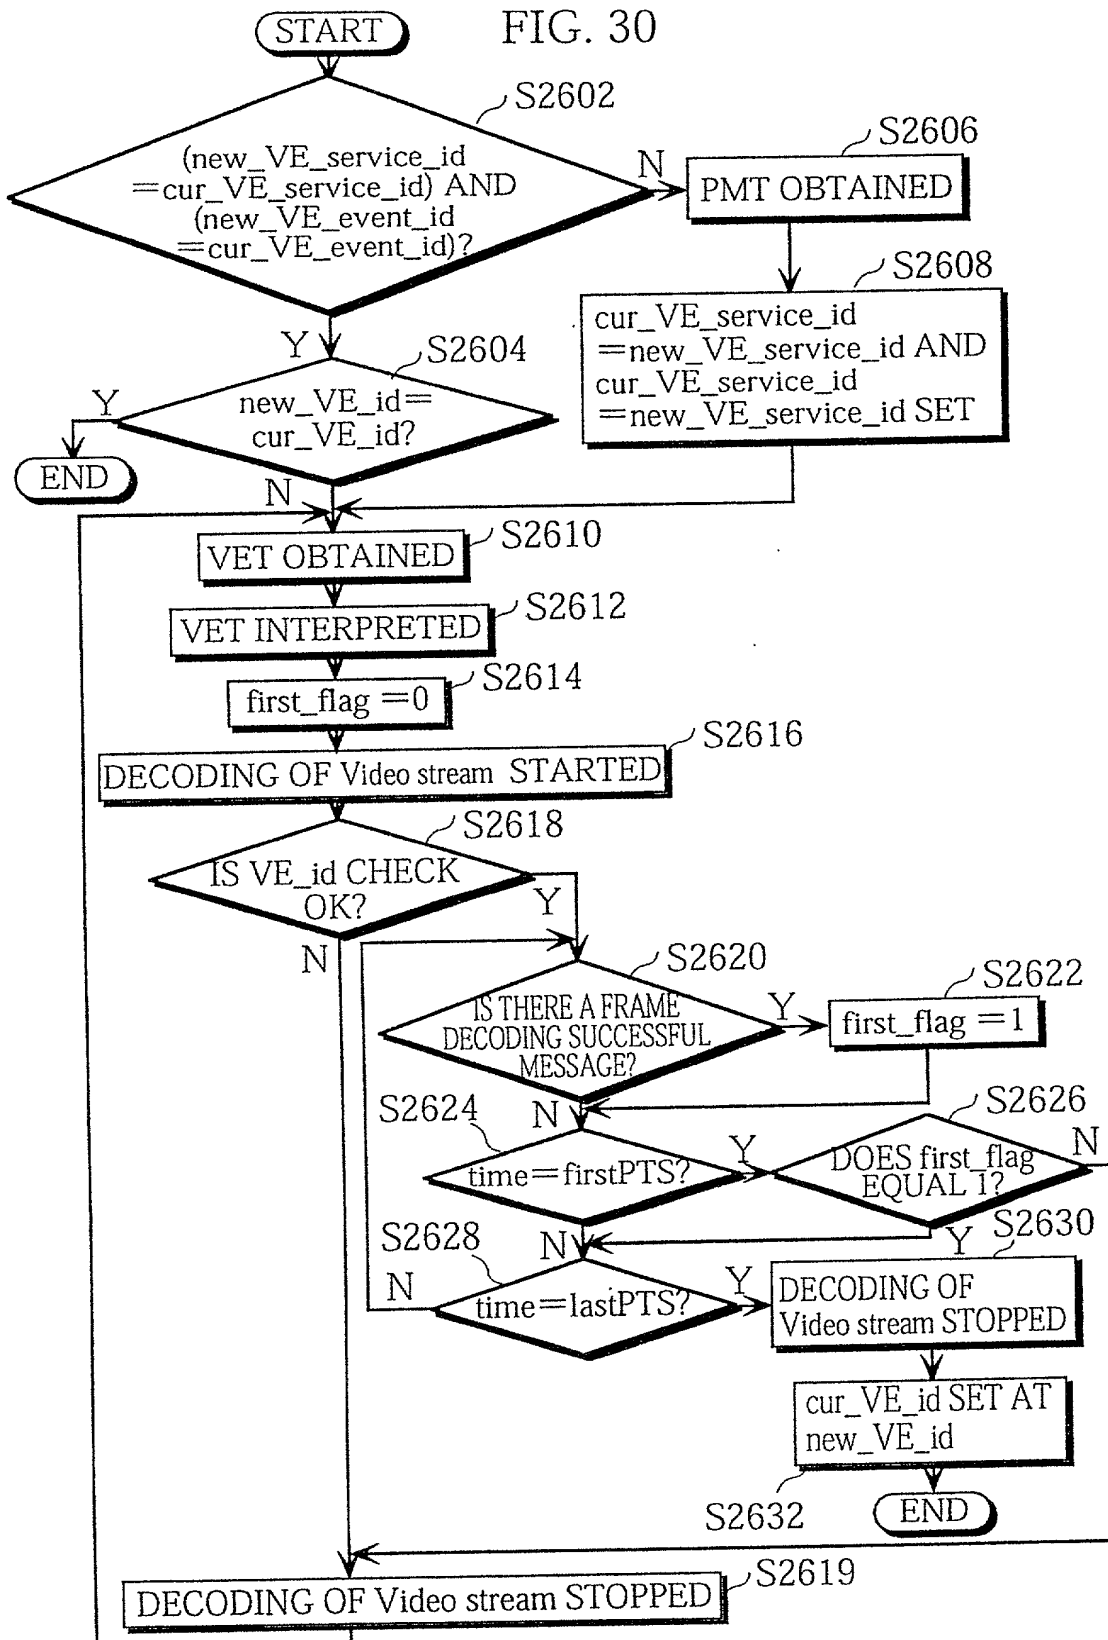 FIG. 30
START
S2602
(new_VE_service_id
=cur_VE_service_id) AND
(new_VE_event_id
=cur_VE_event_id)?
N
S2606
PMT OBTAINED
S2608
cur_VE_service_id
=new_VE_service_id AND
cur_VE_service_id
=new_VE_service_id SET
Y
S2604
new_VE_id=
cur_VE_id?
Y
END
N
S2610
VET OBTAINED
S2612
VET INTERPRETED
S2614
first_flag =0
S2616
DECODING OF Video stream STARTED
S2618
IS VE_id CHECK
OK?
Y
N
S2620
IS THERE A FRAME
DECODING SUCCESSFUL
MESSAGE?
Y
S2622
first_flag =1
N
S2624
time=firstPTS?
Y
S2626
DOES first_flag
EQUAL 1?
N
Y
N
S2628
time=lastPTS?
N
Y
S2630
DECODING OF
Video stream STOPPED
cur_VE_id SET AT
new_VE_id
S2632
END
S2619
DECODING OF Video stream STOPPED